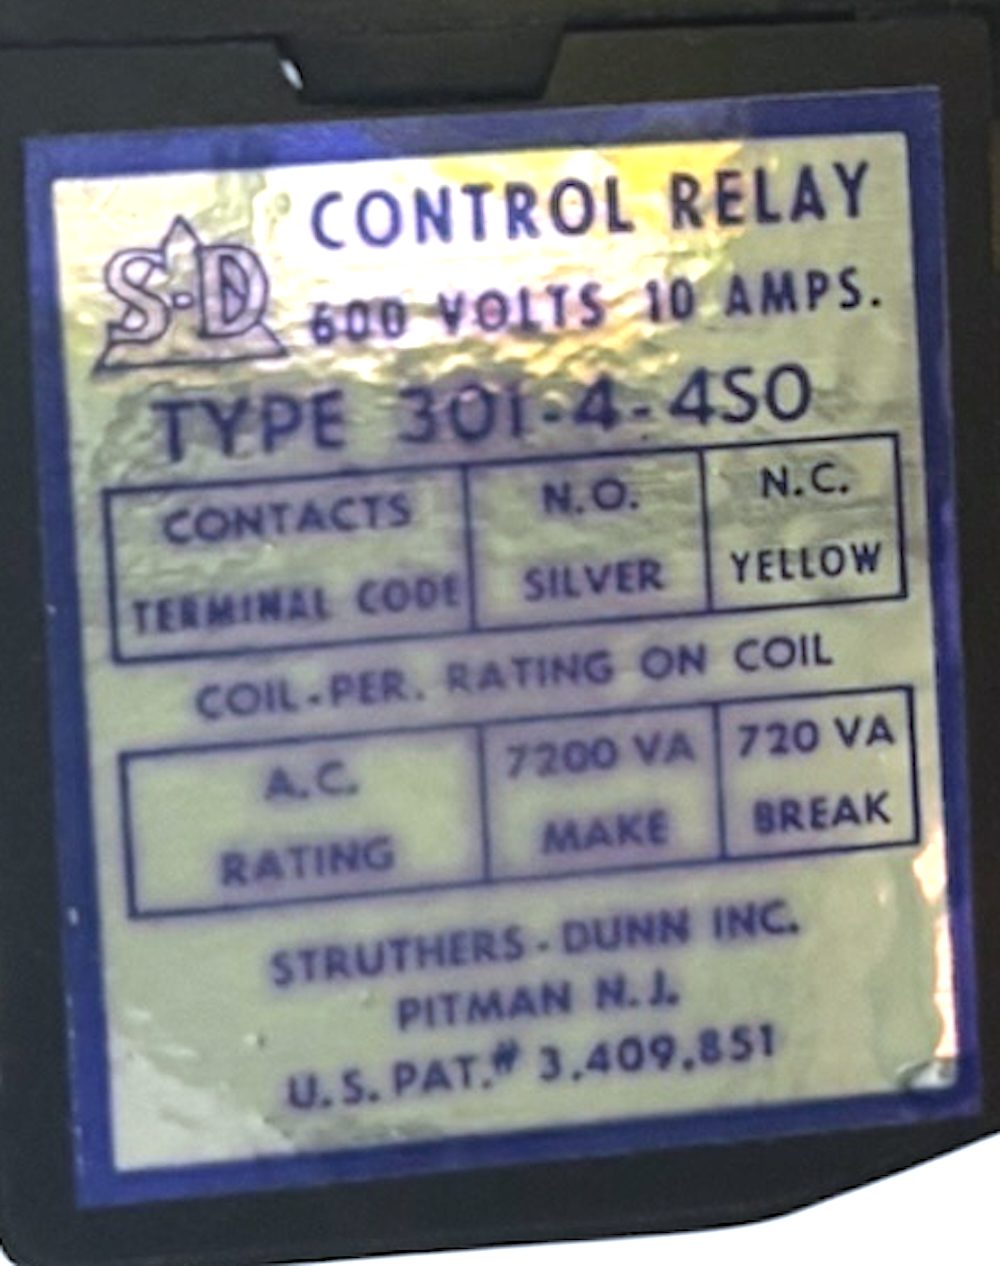 S-D
CONTROL RELAY
600 VOLTS 10 AMPS.
TYPE 301-4-4SO
CONTACTS N.O. N.C.
TERMINAL CODE SILVER YELLOW
COIL-PER. RATING ON COIL
A.C. 7200 VA 720 VA
RATING MAKE BREAK
STRUTHERS-DUNN INC.
PITMAN N.J.
U.S. PAT.# 3.409.851